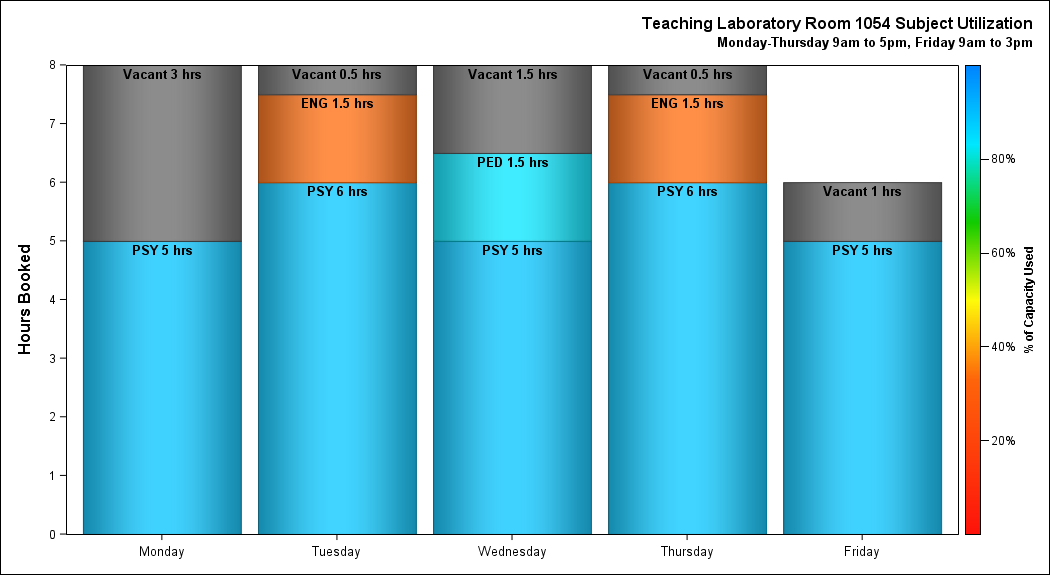 Teaching Laboratory Room 1054 Subject Utilization
Monday-Thursday 9am to 5pm, Friday 9am to 3pm
Hours Booked
8
7
6
5
4
3
2
1
0
Vacant 3 hrs
PSY 5 hrs
Vacant 0.5 hrs
ENG 1.5 hrs
PSY 6 hrs
Vacant 1.5 hrs
PED 1.5 hrs
PSY 5 hrs
Vacant 0.5 hrs
ENG 1.5 hrs
PSY 6 hrs
Vacant 1 hrs
PSY 5 hrs
Monday
Tuesday
Wednesday
Thursday
Friday
80%
60%
40%
20%
% of Capacity Used